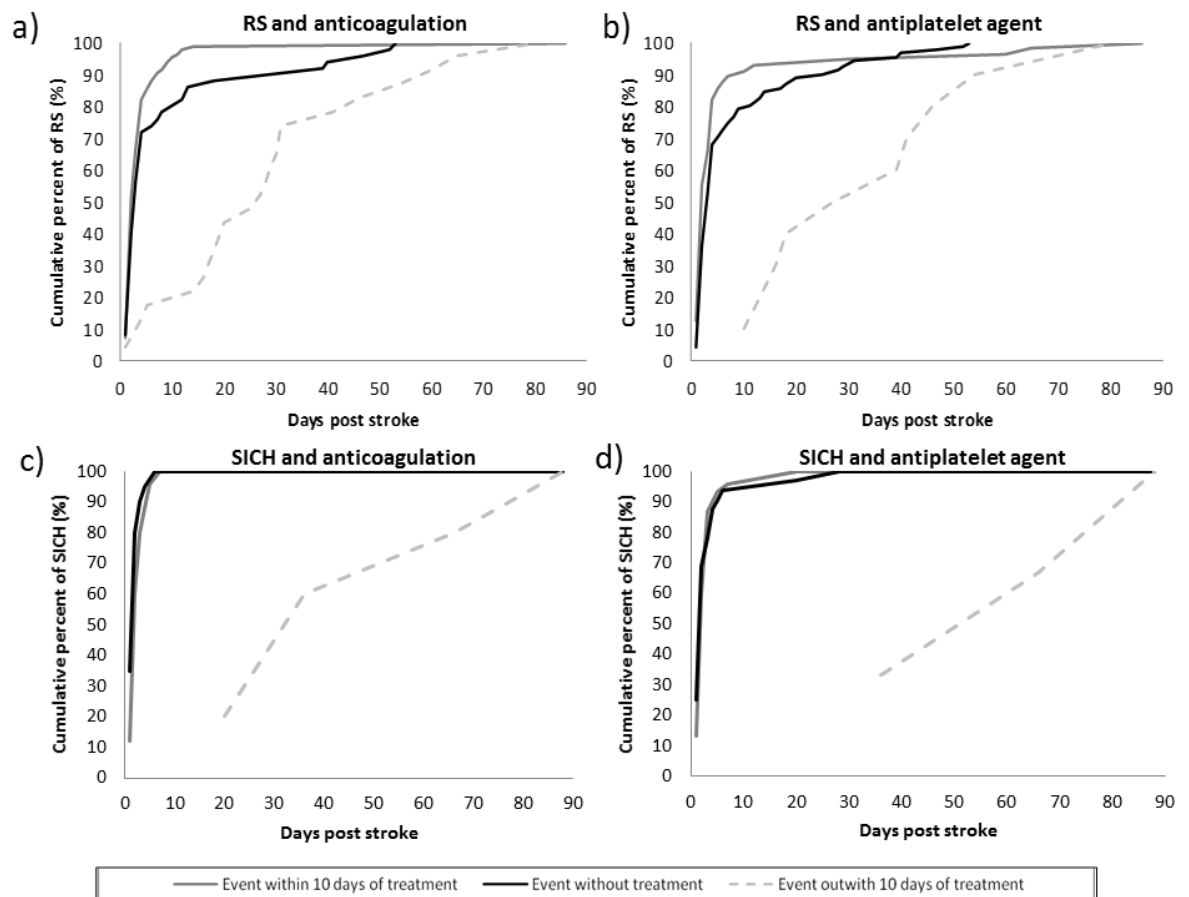 a)
RS and anticoagulation
Cumulative percent of RS (%)
100
90
80
70
60
50
40
30
20
10
0
0 10 20 30 40 50 60 70 80 90
Days post stroke
b)
RS and antiplatelet agent
Cumulative percent of RS (%)
100
90
80
70
60
50
40
30
20
10
0
0 10 20 30 40 50 60 70 80 90
Days post stroke
c)
SICH and anticoagulation
Cumulative percent of SICH (%)
100
90
80
70
60
50
40
30
20
10
0
0 10 20 30 40 50 60 70 80 90
Days post stroke
d)
SICH and antiplatelet agent
Cumulative percent of SICH (%)
100
90
80
70
60
50
40
30
20
10
0
0 10 20 30 40 50 60 70 80 90
Days post stroke
Event within 10 days of treatment Event without treatment Event outwith 10 days of treatment